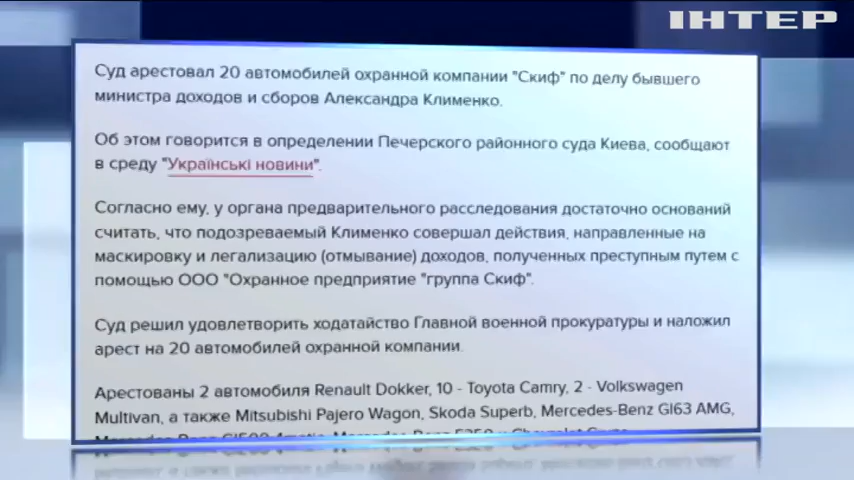 ІНТЕР
Суд арестовал 20 автомобилей охранной компании "Скиф" по делу бывшего
министра доходов и сборов Александра Клименко.
Об этом говорится в определении Печерского районного суда Киева, сообщают
в среду "Українські новини".
Согласно ему, у органа предварительного расследования достаточно оснований
считать, что подозреваемый Клименко совершал действия, направленные на
маскировку и легализацию (отмывание) доходов, полученных преступным путем с
помощью ООО "Охранное предприятие "группа Скиф".
Суд решил удовлетворить ходатайство Главной военной прокуратуры и наложил
арест на 20 автомобилей охранной компании.
Арестованы 2 автомобиля Renault Dokker, 10 - Toyota Camry, 2 - Volkswagen
Multivan, а также Mitsubishi Pajero Wagon, Skoda Superb, Mercedes-Benz Gl63 AMG,